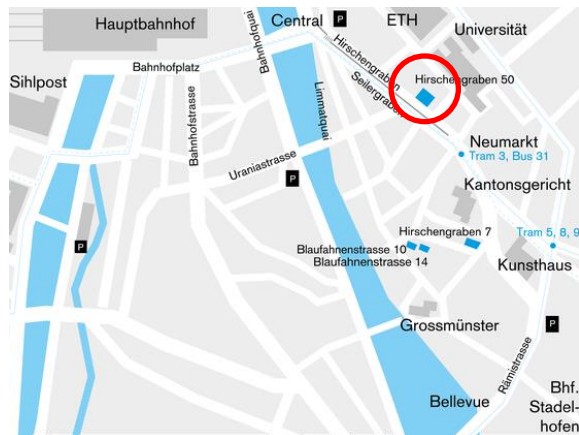 Hauptbahnhof
Central
P
ETH
Universität
Bahnhofquai
Hirschengraben
Bahnhofplatz
Sihlpost
Limmatquai
Seilergraben
Hirschengraben 50
Bahnhofstrasse
Neumarkt
Tram 3, Bus 31
Uraniastrasse
P
Kantonsgericht
Hirschengraben 7
Tram 5, 8, 9
P
Blaufahnenstrasse 10
Blaufahnenstrasse 14
Kunsthaus
Grossmünster
P
Rämistrasse
Bellevue
Bhf.
Stadel-
hofen